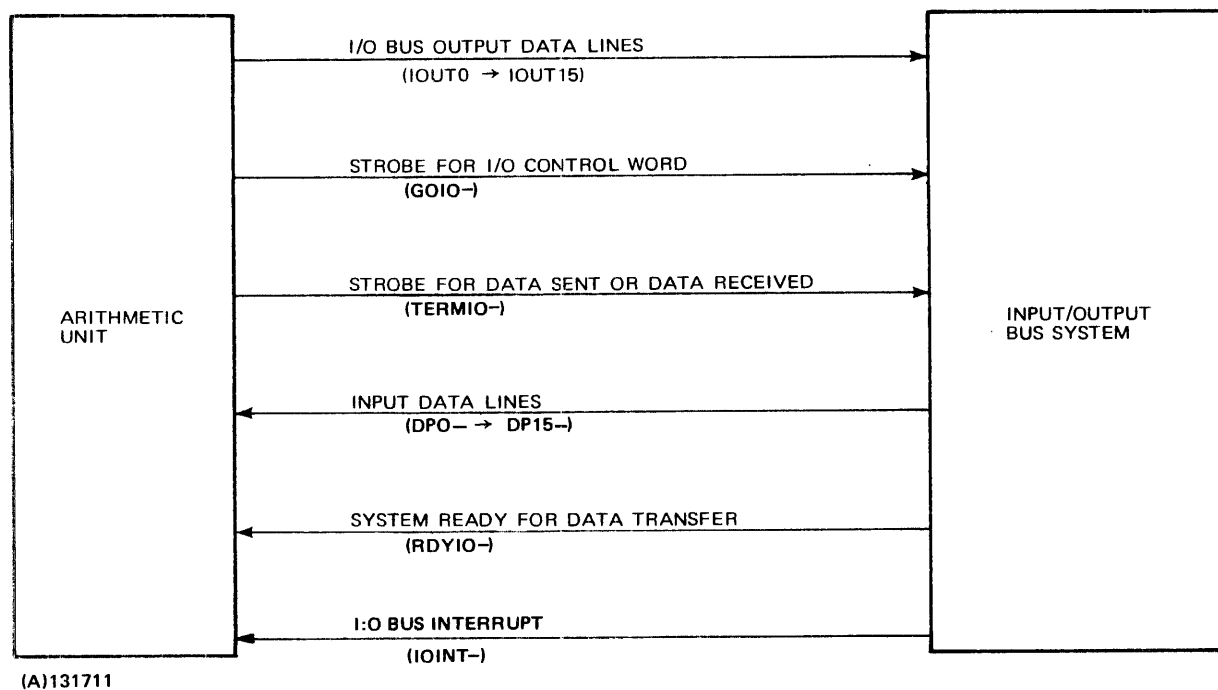 I/O BUS OUTPUT DATA LINES
(IOUT0 → IOUT15)
STROBE FOR I/O CONTROL WORD
(GOIO–)
STROBE FOR DATA SENT OR DATA RECEIVED
(TERMIO–)
ARITHMETIC
UNIT
INPUT/OUTPUT
BUS SYSTEM
INPUT DATA LINES
(DPO– → DP15–)
SYSTEM READY FOR DATA TRANSFER
(RDYIO–)
I:O BUS INTERRUPT
(IOINT–)
(A)131711